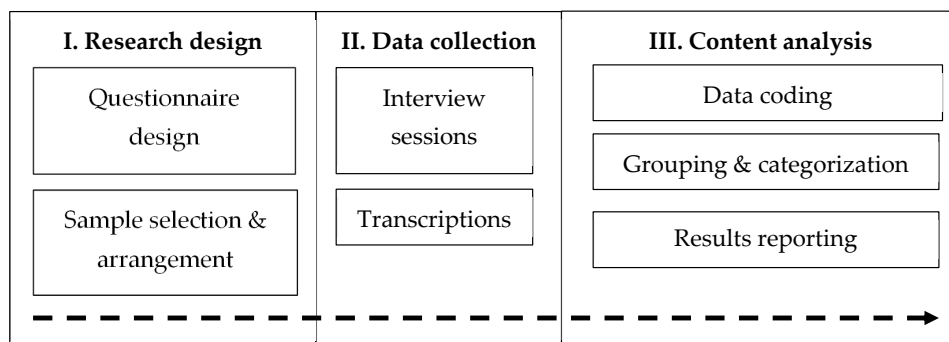 I. Research design
Questionnaire
design
Sample selection &
arrangement
II. Data collection
Interview
sessions
Transcriptions
III. Content analysis
Data coding
Grouping & categorization
Results reporting